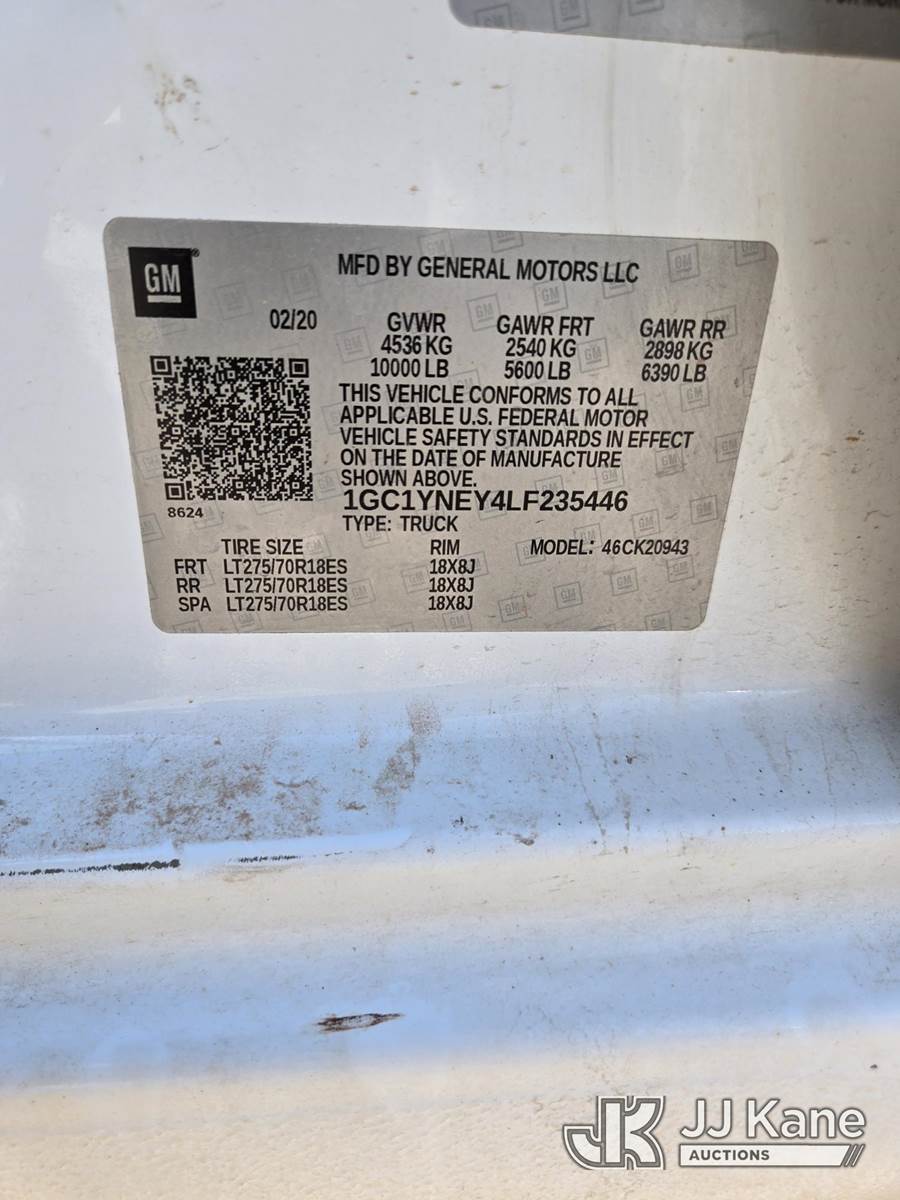 GM
MFD BY GENERAL MOTORS LLC
02/20 GVWR GAWR FRT GAWR RR
4536 KG 2540 KG 2898 KG
10000 LB 5600 LB 6390 LB
THIS VEHICLE CONFORMS TO ALL
APPLICABLE U.S. FEDERAL MOTOR
VEHICLE SAFETY STANDARDS IN EFFECT
ON THE DATE OF MANUFACTURE
SHOWN ABOVE.
8624
1GC1YNEY4LF235446
TYPE: TRUCK
TIRE SIZE RIM MODEL: 46CK20943
FRT LT275/70R18ES 18X8J
RR LT275/70R18ES 18X8J
SPA LT275/70R18ES 18X8J
JK JJ Kane
AUCTIONS